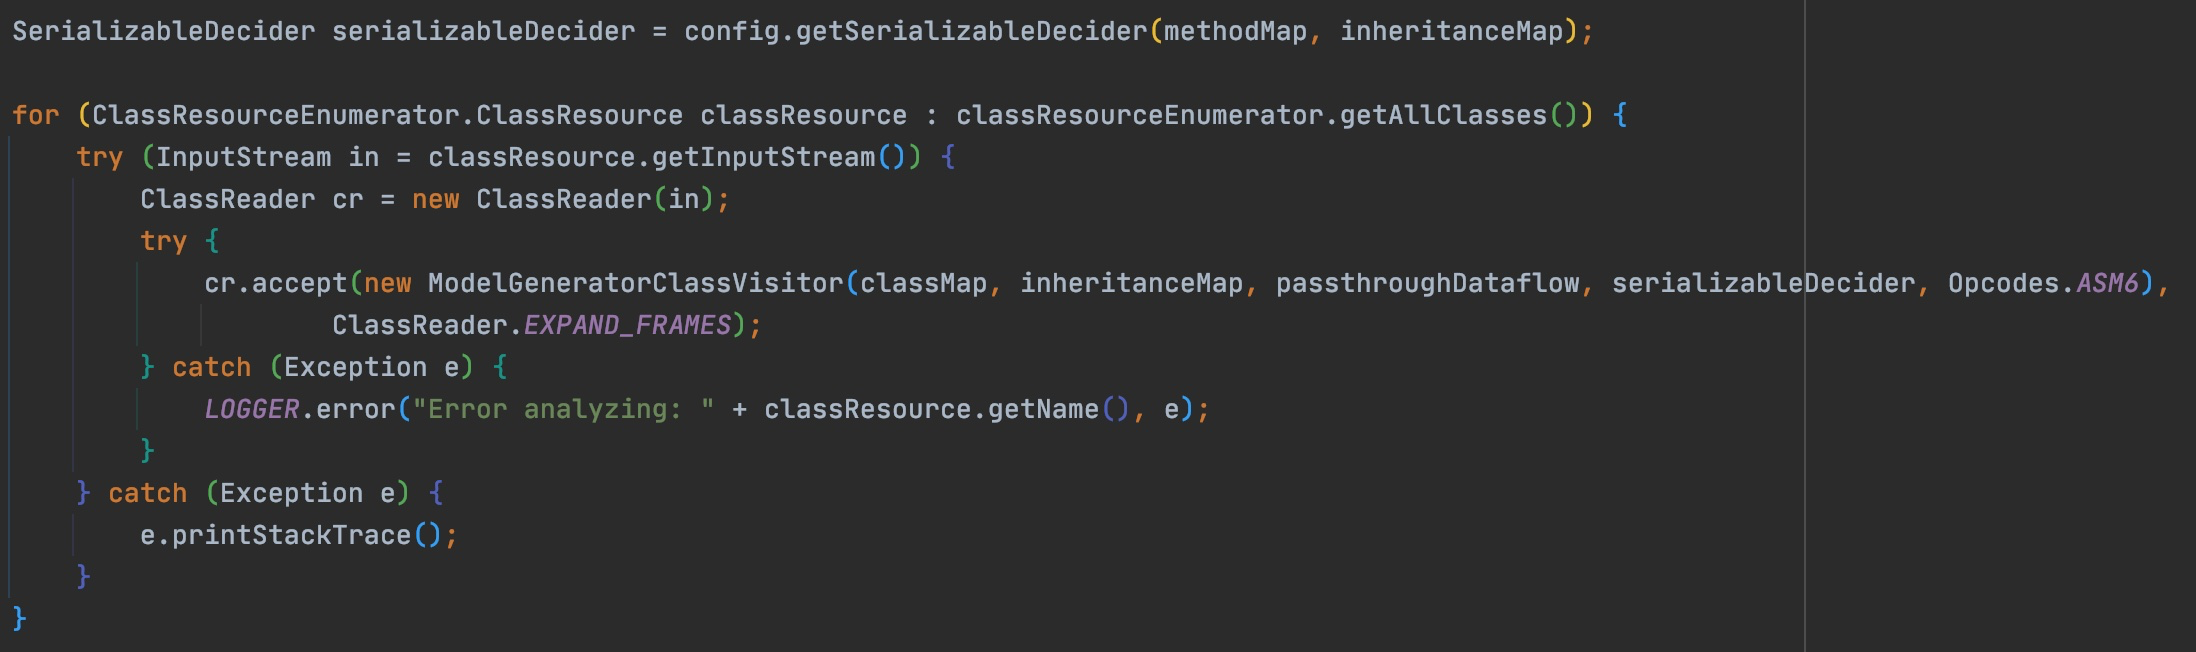 SerializableDecider serializableDecider = config.getSerializableDecider(methodMap, inheritanceMap);
for (ClassResourceEnumerator.ClassResource classResource : classResourceEnumerator.getAllClasses()) {
try (InputStream in = classResource.getInputStream()) {
ClassReader cr = new ClassReader(in);
try {
cr.accept(new ModelGeneratorClassVisitor(classMap, inheritanceMap, passthroughDataflow, serializableDecider, Opcodes.ASM6),
ClassReader.EXPAND_FRAMES);
} catch (Exception e) {
LOGGER.error("Error analyzing: " + classResource.getName(), e);
}
} catch (Exception e) {
e.printStackTrace();
}
}